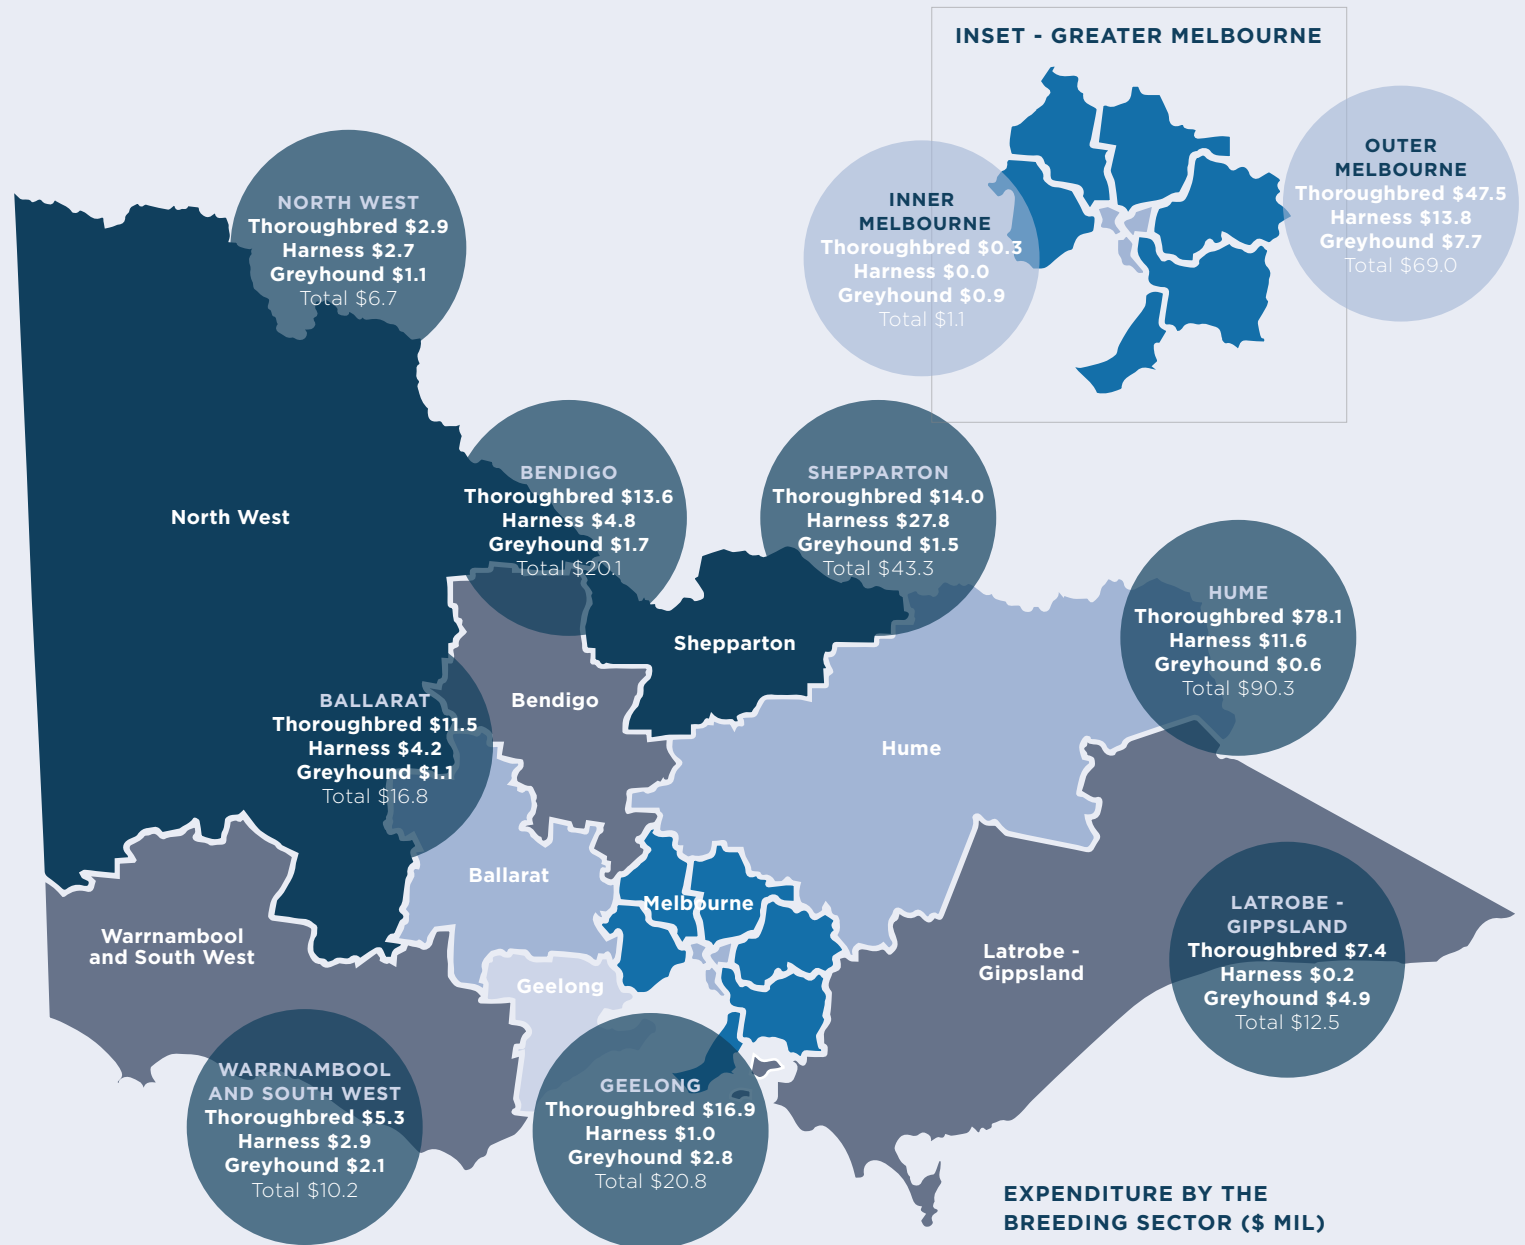 INSET - GREATER MELBOURNE
OUTER
MELBOURNE
Thoroughbred $47.5
Harness $13.8
Greyhound $7.7
Total $69.0
INNER
MELBOURNE
Thoroughbred $0.3
Harness $0.0
Greyhound $0.9
Total $1.1
NORTH WEST
Thoroughbred $2.9
Harness $2.7
Greyhound $1.1
Total $6.7
BENDIGO
Thoroughbred $13.6
Harness $4.8
Greyhound $1.7
Total $20.1
SHEPPARTON
Thoroughbred $14.0
Harness $27.8
Greyhound $1.5
Total $43.3
North West
HUME
Thoroughbred $78.1
Harness $11.6
Greyhound $0.6
Total $90.3
Shepparton
Bendigo
BALLARAT
Thoroughbred $11.5
Harness $4.2
Greyhound $1.1
Total $16.8
Hume
Ballarat
Melbourne
Warrnambool
and South West
Latrobe -
Gippsland
LATROBE -
GIPPSLAND
Thoroughbred $7.4
Harness $0.2
Greyhound $4.9
Total $12.5
Geelong
WARRNAMBOOL
AND SOUTH WEST
Thoroughbred $5.3
Harness $2.9
Greyhound $2.1
Total $10.2
GEELONG
Thoroughbred $16.9
Harness $1.0
Greyhound $2.8
Total $20.8
EXPENDITURE BY THE
BREEDING SECTOR ($ MIL)